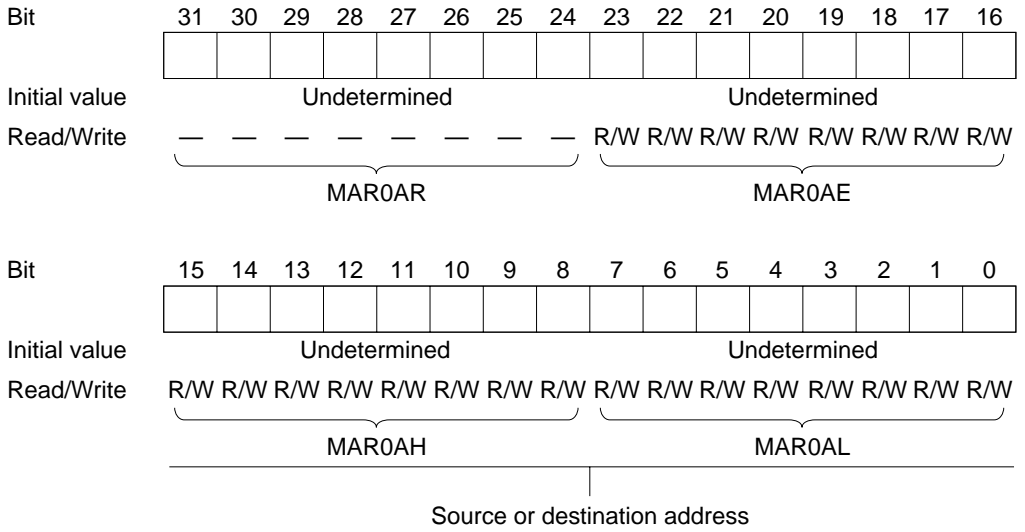 Bit 31 30 29 28 27 26 25 24 23 22 21 20 19 18 17 16
Initial value Undetermined Undetermined
Read/Write — — — — — — — — R/W R/W R/W R/W R/W R/W R/W R/W
MAR0AR MAR0AE
Bit 15 14 13 12 11 10 9 8 7 6 5 4 3 2 1 0
Initial value Undetermined Undetermined
Read/Write R/W R/W R/W R/W R/W R/W R/W R/W R/W R/W R/W R/W R/W R/W R/W R/W
MAR0AH MAR0AL
Source or destination address